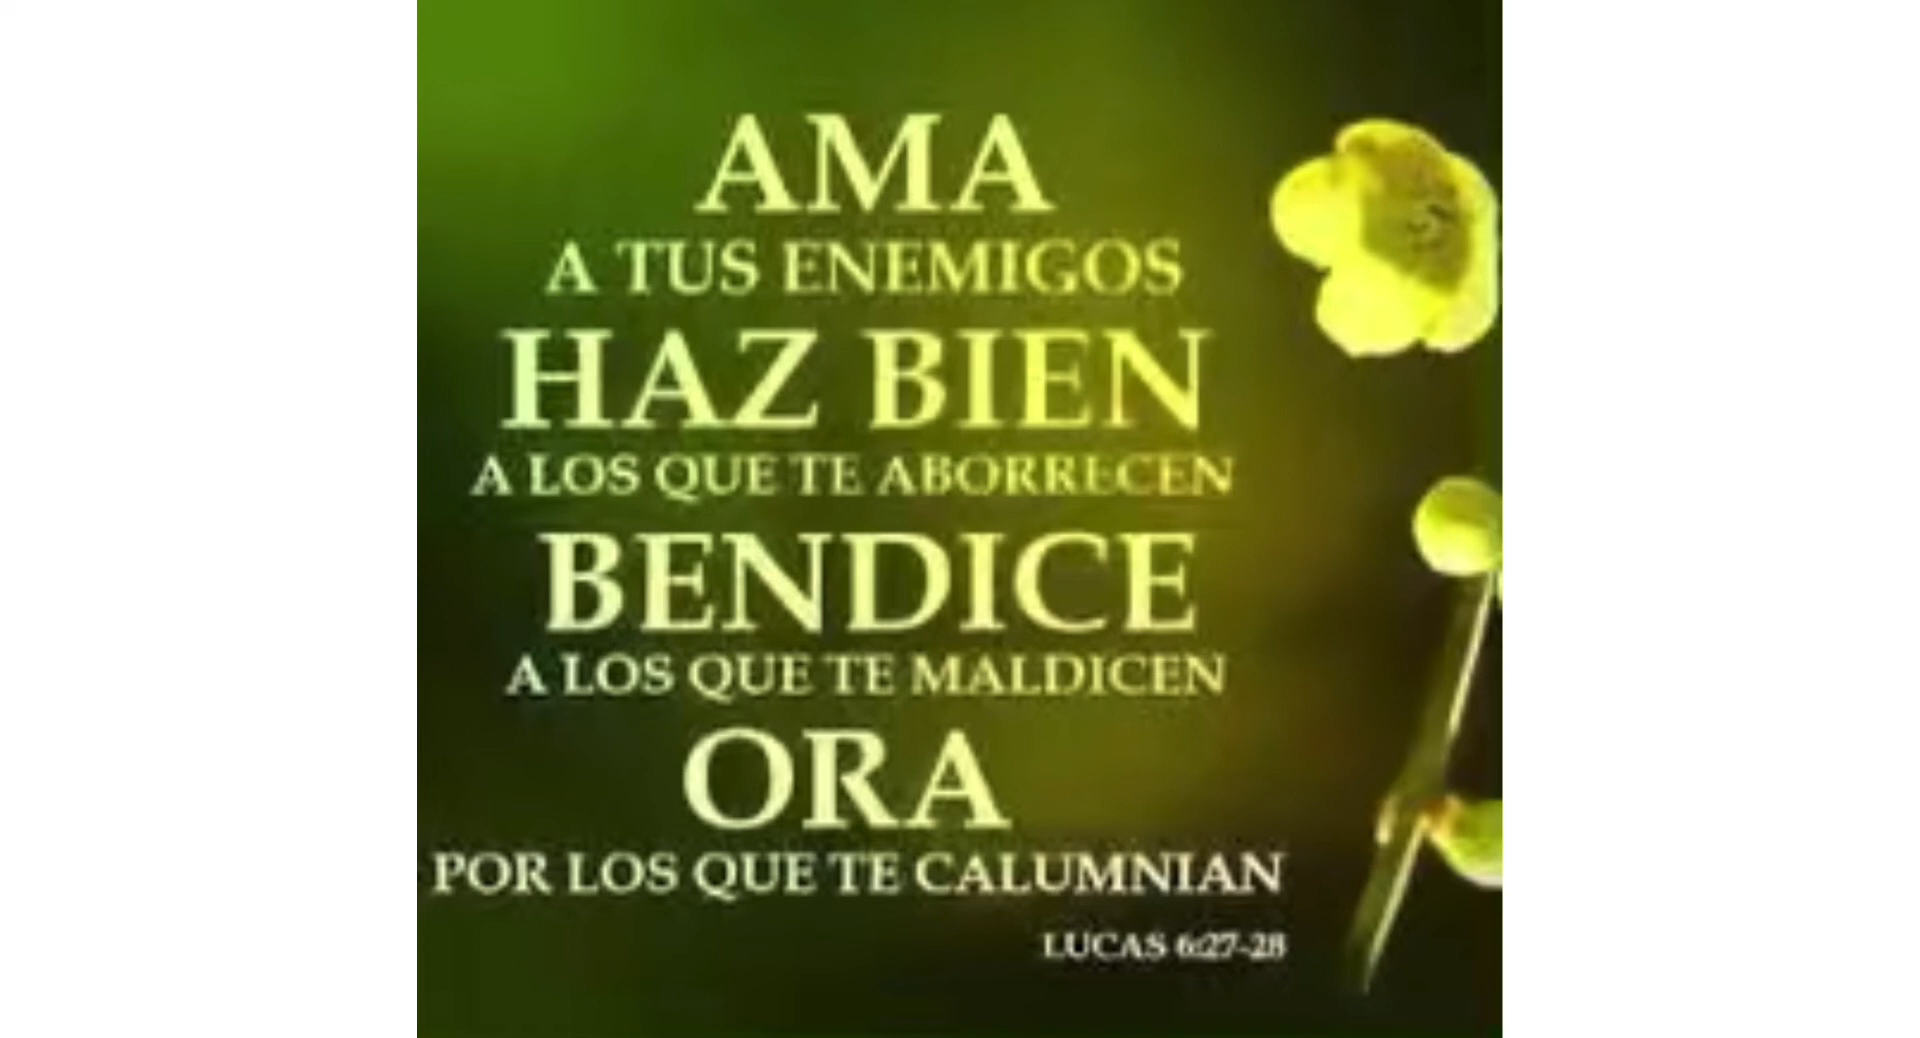 AMA
A TUS ENEMIGOS
HAZ BIEN
A LOS QUE TE ABORRECEN
BENDICE
A LOS QUE TE MALDICEN
ORA
POR LOS QUE TE CALUMNIAN
LUCAS 6:27-28